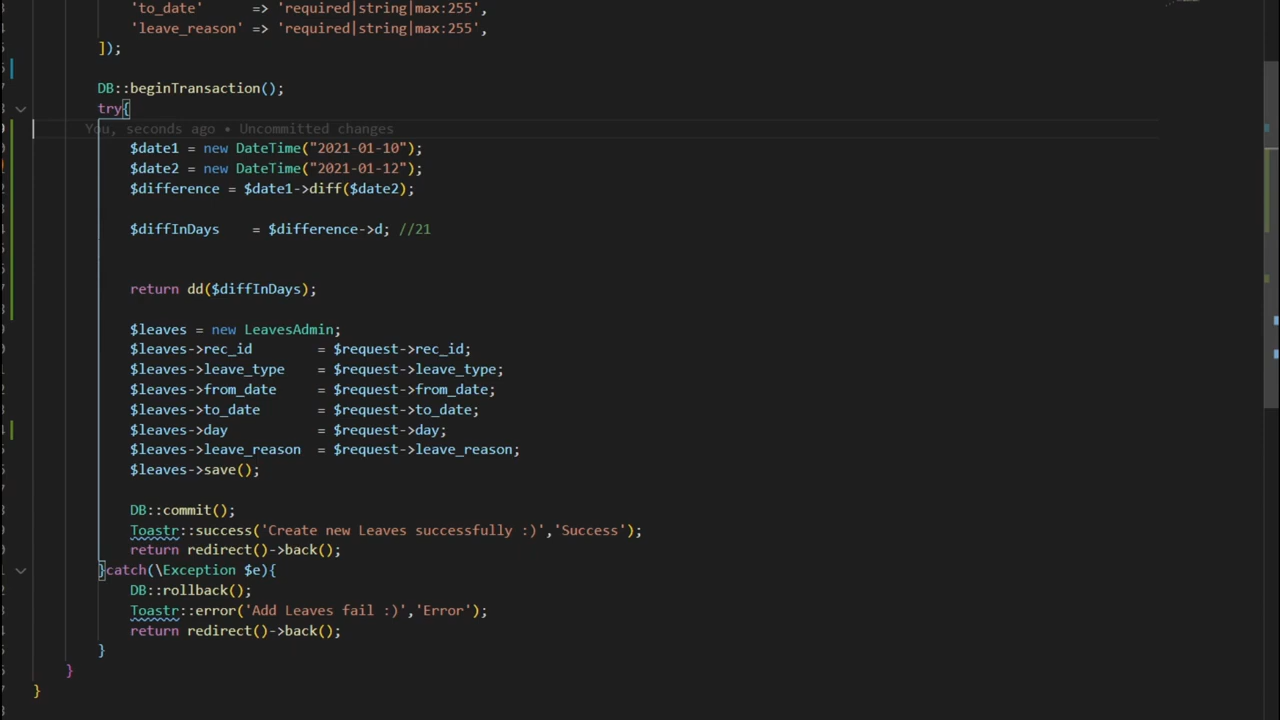 'to_date'      => 'required|string|max:255',
'leave_reason' => 'required|string|max:255',
]);
DB::beginTransaction();
try{
You, seconds ago • Uncommitted changes
$date1 = new DateTime("2021-01-10");
$date2 = new DateTime("2021-01-12");
$difference = $date1->diff($date2);
$diffInDays    = $difference->d; //21
return dd($diffInDays);
$leaves = new LeavesAdmin;
$leaves->rec_id        = $request->rec_id;
$leaves->leave_type    = $request->leave_type;
$leaves->from_date     = $request->from_date;
$leaves->to_date       = $request->to_date;
$leaves->day           = $request->day;
$leaves->leave_reason  = $request->leave_reason;
$leaves->save();
DB::commit();
Toastr::success('Create new Leaves successfully :)','Success');
return redirect()->back();
}catch(\Exception $e){
DB::rollback();
Toastr::error('Add Leaves fail :)','Error');
return redirect()->back();
}
}
}